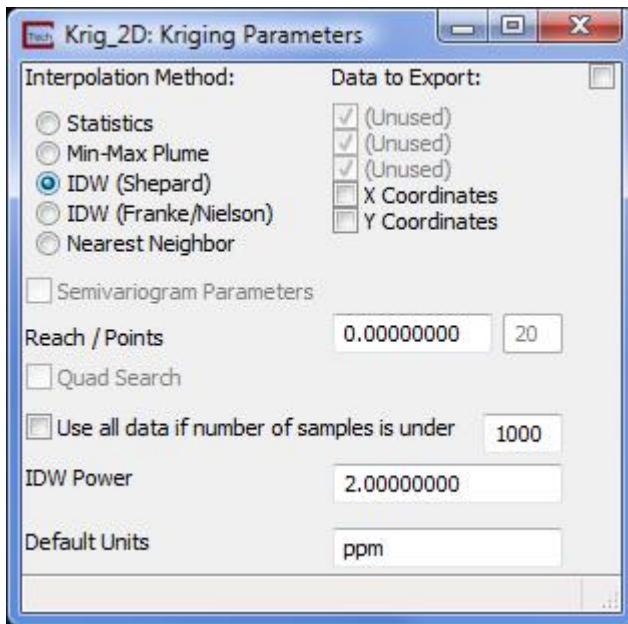 Tech Krig_2D: Kriging Parameters
Interpolation Method: Data to Export:
Statistics
Min-Max Plume
IDW (Shepard)
IDW (Franke/Nielson)
Nearest Neighbor
(Unused)
(Unused)
(Unused)
X Coordinates
Y Coordinates
Semivariogram Parameters
Reach / Points 0.00000000 20
Quad Search
Use all data if number of samples is under 1000
IDW Power 2.00000000
Default Units ppm